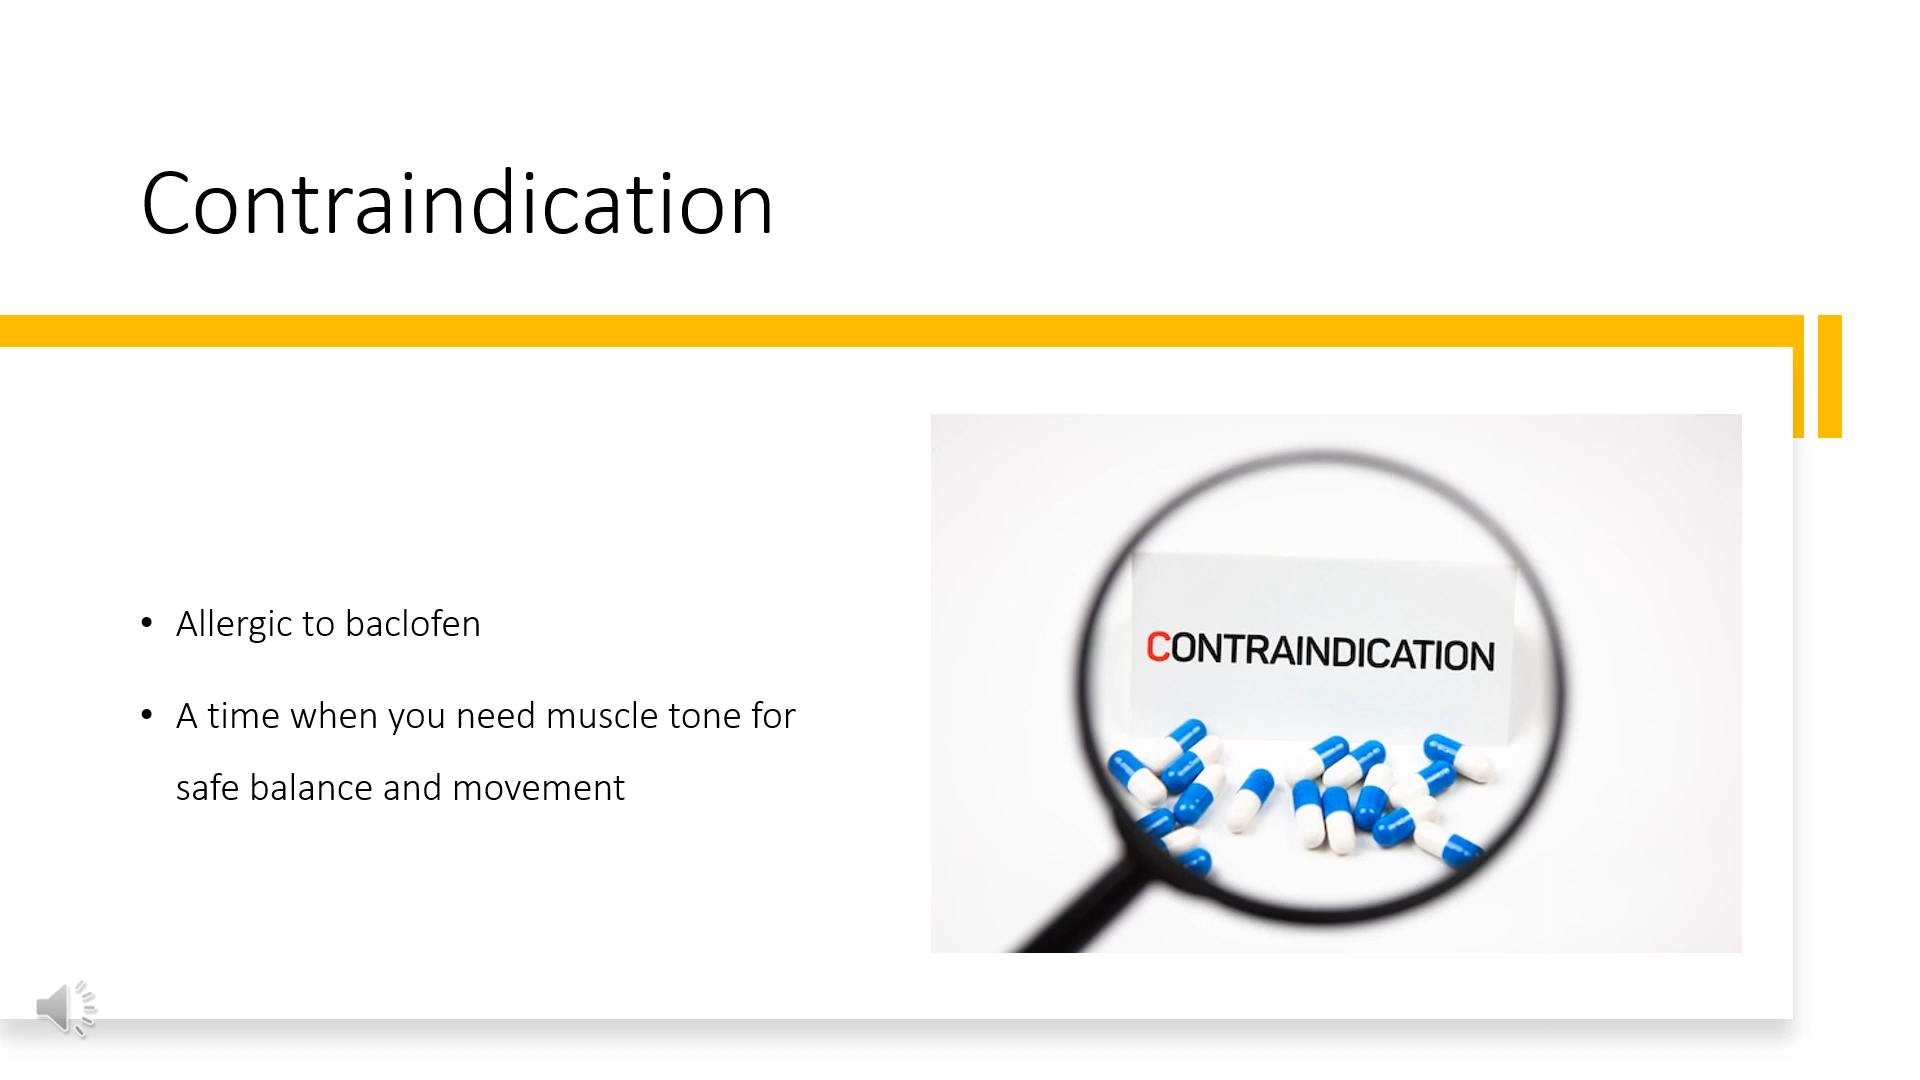 Contraindication
• Allergic to baclofen
• A time when you need muscle tone for
safe balance and movement
CONTRAINDICATION